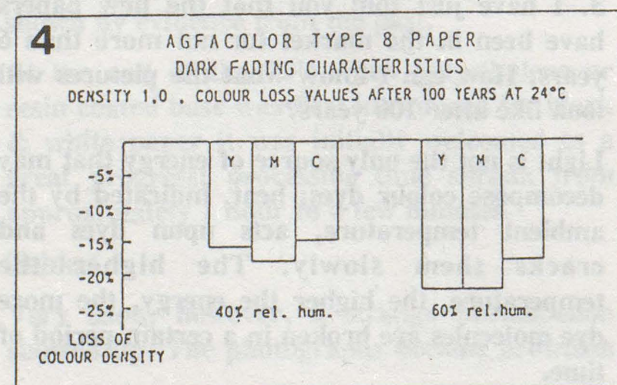 4
AGFACOLOR TYPE 8 PAPER
DARK FADING CHARACTERISTICS
DENSITY 1,0 , COLOUR LOSS VALUES AFTER 100 YEARS AT 24°C
Y M C Y M C
-5%
-10%
-15%
-20%
-25%
40% rel. hum. 60% rel.hum.
LOSS OF
COLOUR DENSITY